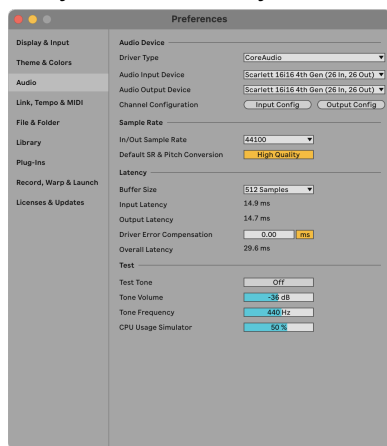 Preferences
Display & Input
Theme & Colors
Audio
Link, Tempo & MIDI
File & Folder
Library
Plug-Ins
Record, Warp & Launch
Licenses & Updates
Audio Device
Driver Type CoreAudio
Audio Input Device Scarlett 16i16 4th Gen (26 In, 26 Out)
Audio Output Device Scarlett 16i16 4th Gen (26 In, 26 Out)
Channel Configuration Input Config Output Config
Sample Rate
In/Out Sample Rate 44100
Default SR & Pitch Conversion High Quality
Latency
Buffer Size 512 Samples
Input Latency 14.9 ms
Output Latency 14.7 ms
Driver Error Compensation 0.00 ms
Overall Latency 29.6 ms
Test
Test Tone Off
Tone Volume -36 dB
Tone Frequency 440 Hz
CPU Usage Simulator 50 %